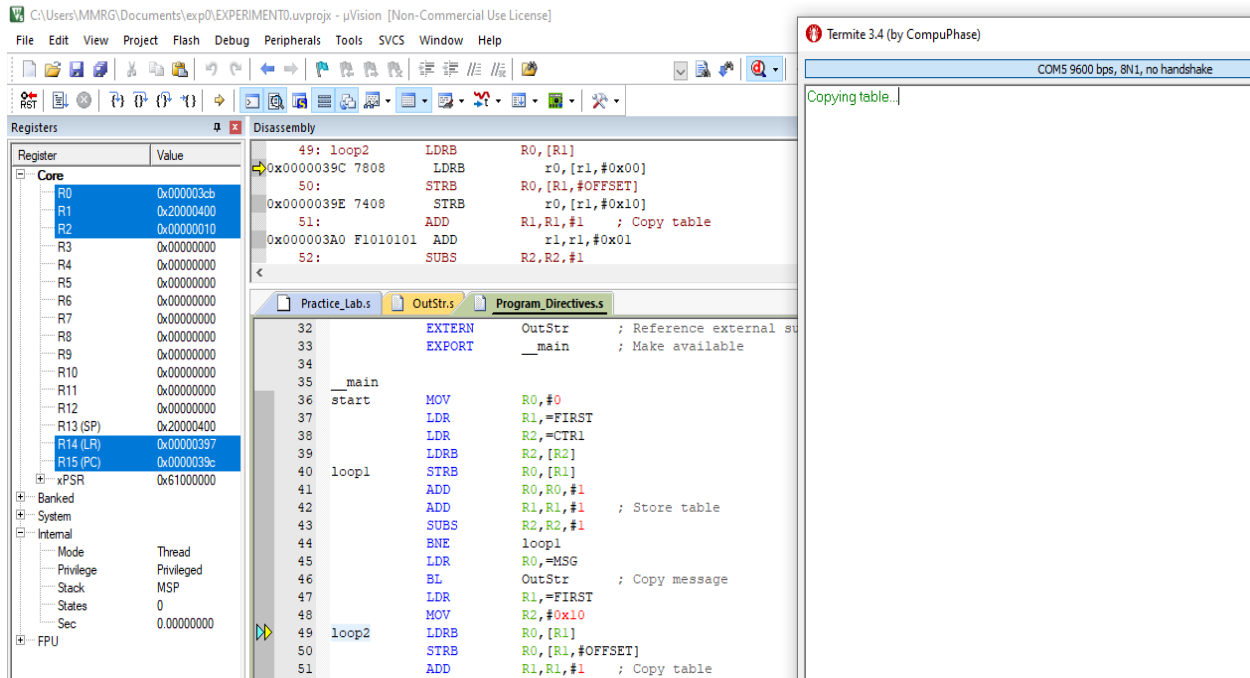 C:\Users\MMRG\Documents\exp0\EXPERIMENT0.uvprojx - µVision [Non-Commercial Use License]
File Edit View Project Flash Debug Peripherals Tools SVCS Window Help
RST
Registers
Register Value
Core
R0 0x000003cb
R1 0x20000400
R2 0x00000010
R3 0x00000000
R4 0x00000000
R5 0x00000000
R6 0x00000000
R7 0x00000000
R8 0x00000000
R9 0x00000000
R10 0x00000000
R11 0x00000000
R12 0x00000000
R13 (SP) 0x20000400
R14 (LR) 0x00000397
R15 (PC) 0x0000039c
xPSR 0x61000000
Banked
System
Internal
Mode Thread
Privilege Privileged
Stack MSP
States 0
Sec 0.00000000
FPU
Disassembly
49: loop2 LDRB R0,[R1]
0x0000039C 7808 LDRB r0,[r1,#0x00]
50: STRB R0,[R1,#OFFSET]
0x0000039E 7408 STRB r0,[r1,#0x10]
51: ADD R1,R1,#1 ; Copy table
0x000003A0 F1010101 ADD r1,r1,#0x01
52: SUBS R2,R2,#1
Practice_Lab.s OutStr.s Program_Directives.s
32 EXTERN OutStr ; Reference external su
33 EXPORT __main ; Make available
34
35 __main
36 start MOV R0,#0
37 LDR R1,=FIRST
38 LDR R2,=CTR1
39 LDRB R2,[R2]
40 loop1 STRB R0,[R1]
41 ADD R0,R0,#1
42 ADD R1,R1,#1 ; Store table
43 SUBS R2,R2,#1
44 BNE loop1
45 LDR R0,=MSG
46 BL OutStr ; Copy message
47 LDR R1,=FIRST
48 MOV R2,#0x10
49 loop2 LDRB R0,[R1]
50 STRB R0,[R1,#OFFSET]
51 ADD R1,R1,#1 ; Copy table
Termite 3.4 (by CompuPhase)
COM5 9600 bps, 8N1, no handshake
Copying table...